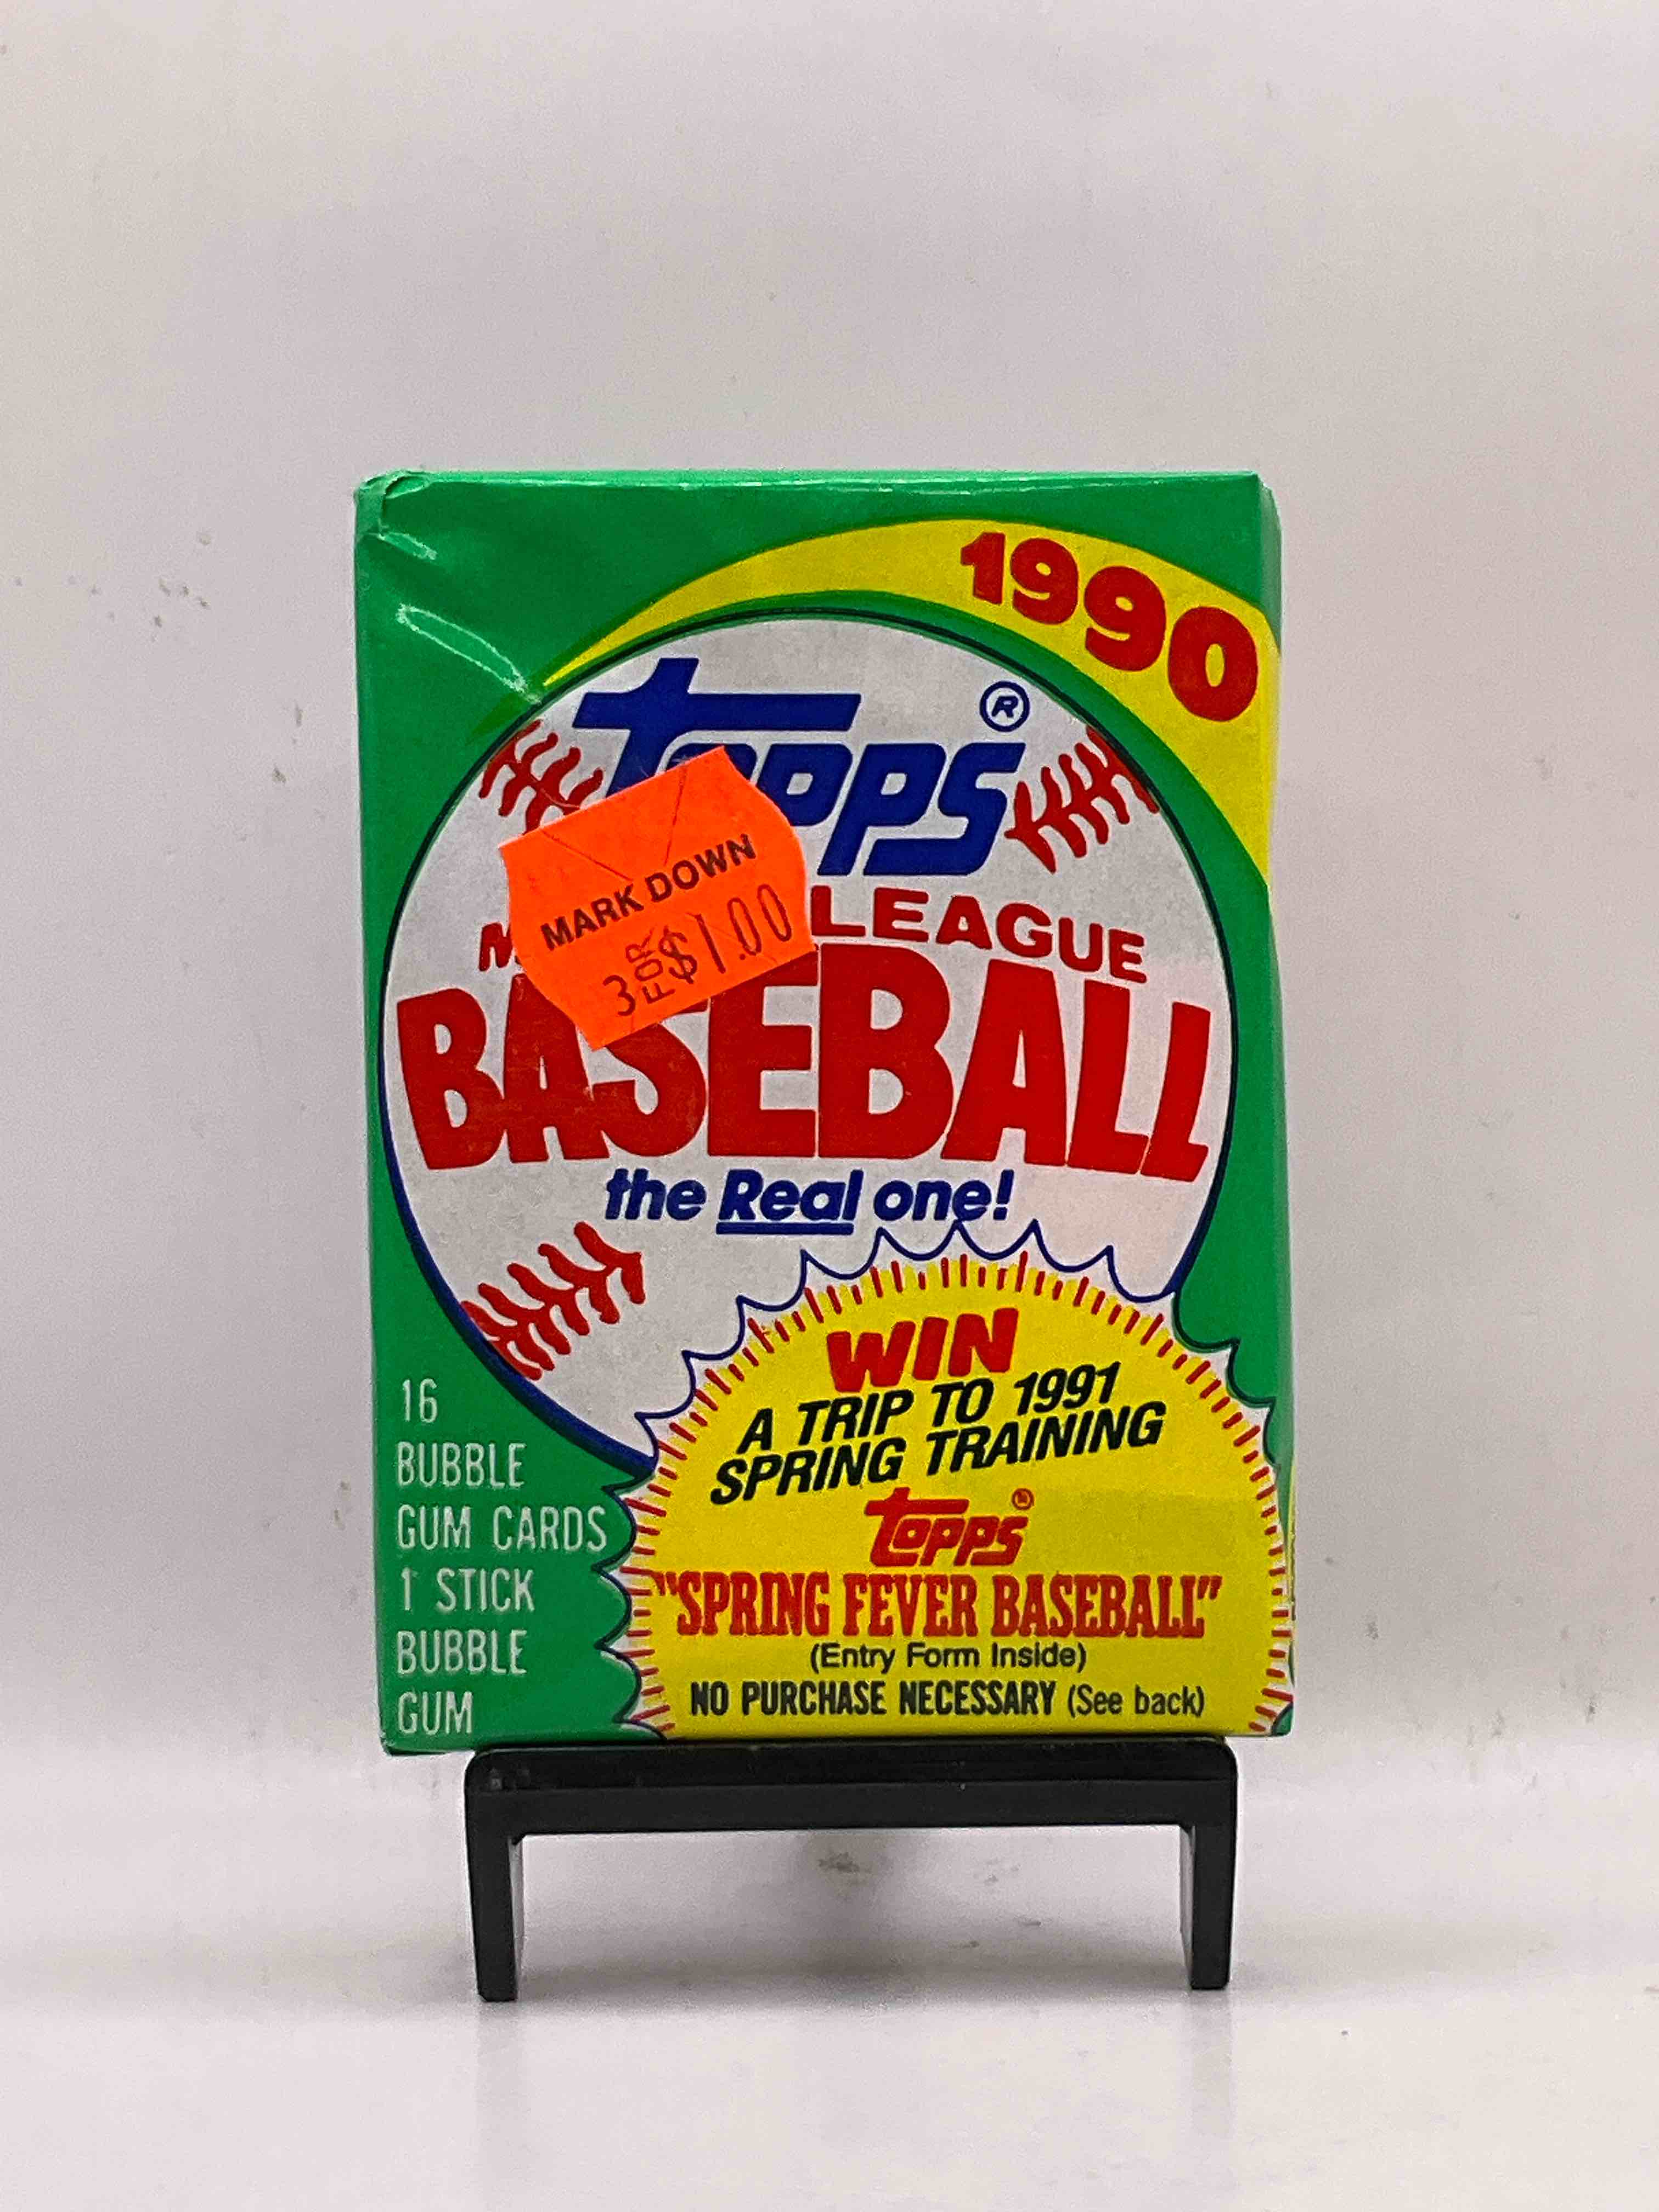 1990
Topps®
MARK DOWN
3 FOR $1.00
LEAGUE
BASEBALL
the Real one!
WIN
A TRIP TO 1991
SPRING TRAINING
Topps®
"SPRING FEVER BASEBALL"
(Entry Form Inside)
NO PURCHASE NECESSARY (See back)
16
BUBBLE
GUM CARDS
1 STICK
BUBBLE
GUM